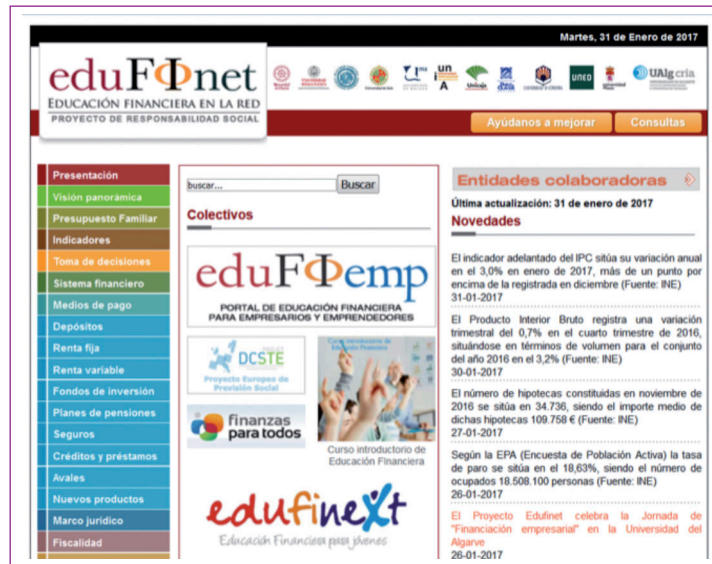 Martes, 31 de Enero de 2017
eduFinet
EDUCACIÓN FINANCIERA EN LA RED
PROYECTO DE RESPONSABILIDAD SOCIAL
Unicaja
UNED
UAlg cria
Ayúdanos a mejorar
Consultas
Presentación
Visión panorámica
Presupuesto Familiar
Indicadores
Toma de decisiones
Sistema financiero
Medios de pago
Depósitos
Renta fija
Renta variable
Fondos de inversión
Planes de pensiones
Seguros
Créditos y préstamos
Avales
Nuevos productos
Marco jurídico
Fiscalidad
buscar...
Buscar
Colectivos
eduFiemp
PORTAL DE EDUCACIÓN FINANCIERA
PARA EMPRESARIOS Y EMPRENDEDORES
DCSTE
Proyecto Europeo de
Previsión Social
finanzas
para todos
Curso introductorio de
Educación Financiera
edufinext
Educación Financiera para jóvenes
Entidades colaboradoras
Última actualización: 31 de enero de 2017
Novedades
El indicador adelantado del IPC sitúa su variación anual
en el 3,0% en enero de 2017, más de un punto por
encima de la registrada en diciembre (Fuente: INE)
31-01-2017
El Producto Interior Bruto registra una variación
trimestral del 0,7% en el cuarto trimestre de 2016,
situándose en términos de volumen para el conjunto
del año 2016 en el 3,2% (Fuente: INE)
30-01-2017
El número de hipotecas constituidas en noviembre de
2016 se sitúa en 34.736, siendo el importe medio de
dichas hipotecas 109.758 € (Fuente: INE)
27-01-2017
Según la EPA (Encuesta de Población Activa) la tasa
de paro se sitúa en el 18,63%, siendo el número de
ocupados 18.508.100 personas (Fuente: INE)
26-01-2017
El Proyecto Edufinet celebra la Jornada de
"Financiación empresarial" en la Universidad del
Algarve
26-01-2017